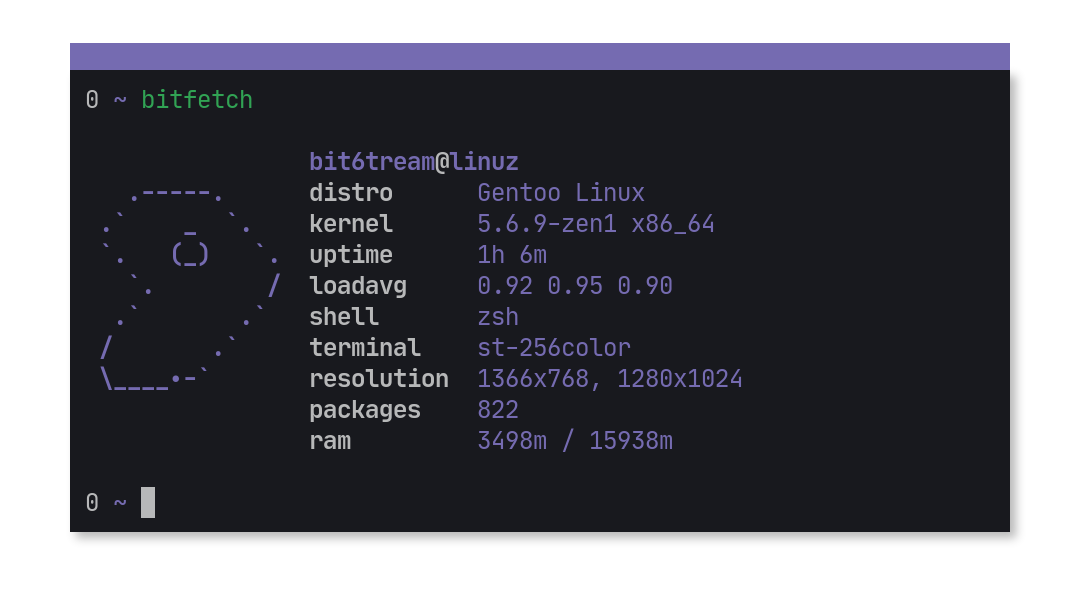 0 ~ bitfetch
bit6tream@linuz
distro Gentoo Linux
kernel 5.6.9-zen1 x86_64
uptime 1h 6m
loadavg 0.92 0.95 0.90
shell zsh
terminal st-256color
resolution 1366x768, 1280x1024
packages 822
ram 3498m / 15938m
0 ~